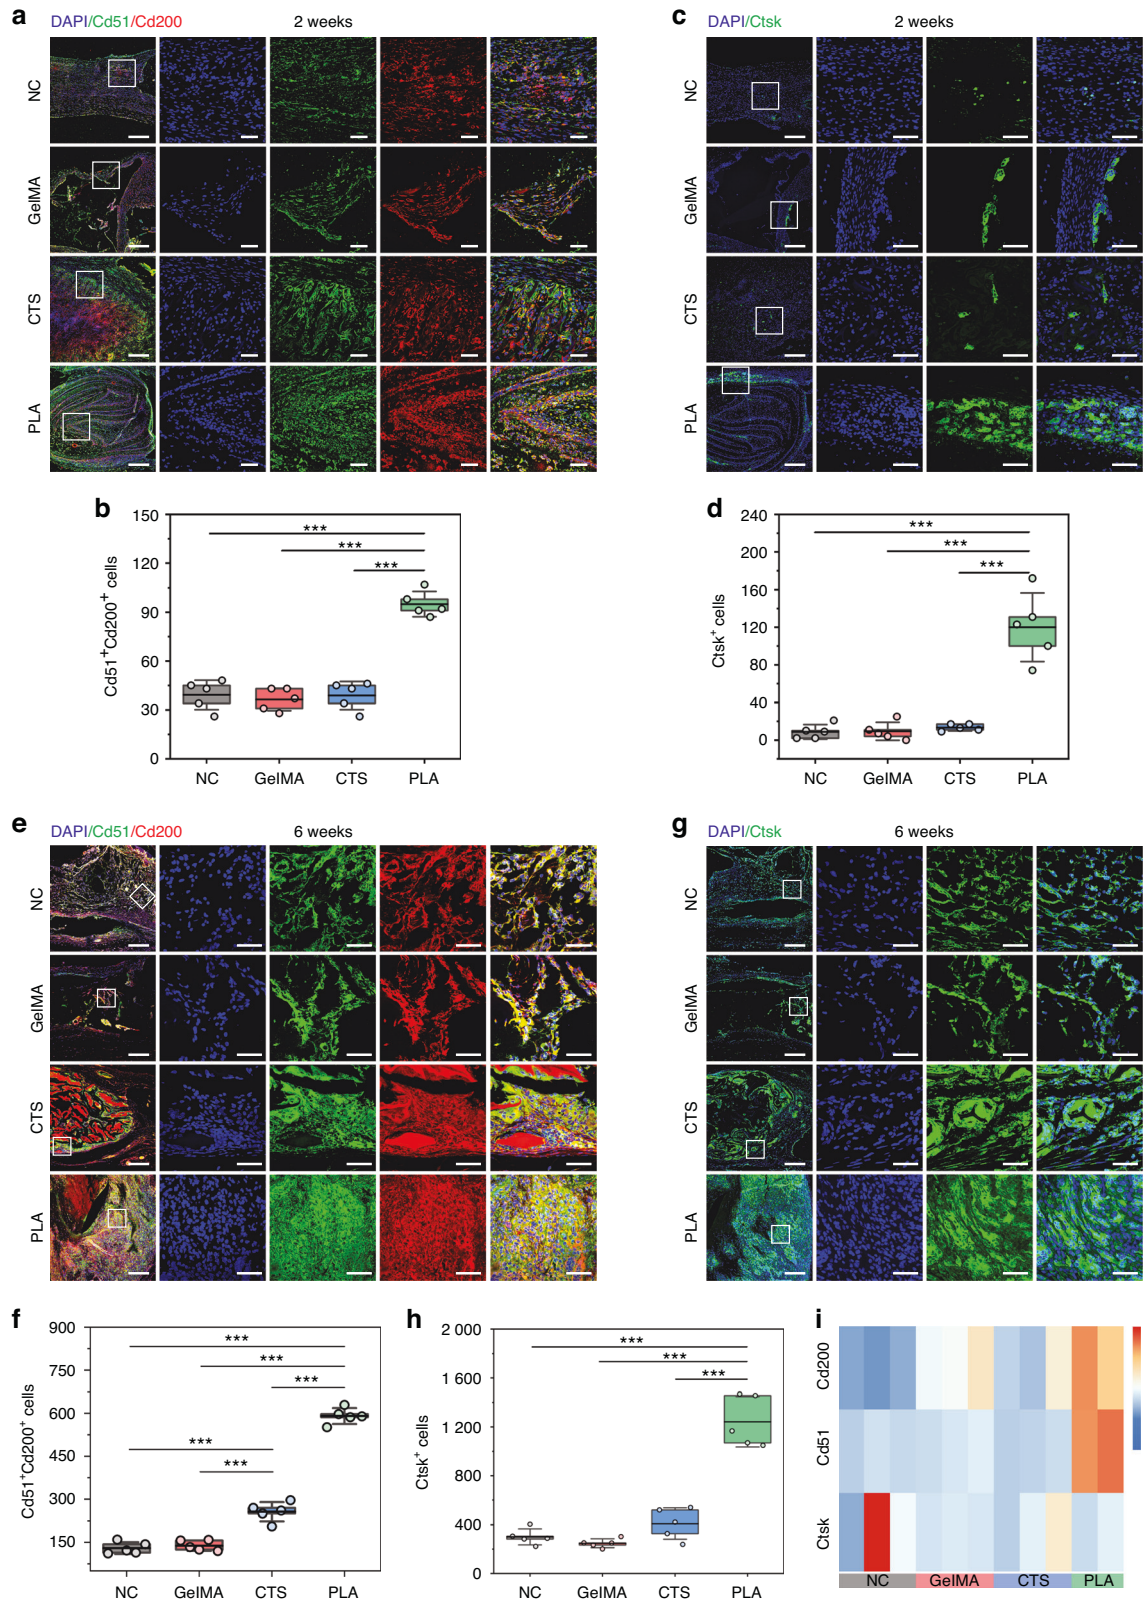 a
DAPI/Cd51/Cd200
2 weeks
NC
GelMA
CTS
PLA
c
DAPI/Ctsk
2 weeks
NC
GelMA
CTS
PLA
b
Cd51+Cd200+ cells
150
120
90
60
30
0
***
***
***
NC GelMA CTS PLA
d
Ctsk+ cells
240
200
160
120
80
40
0
***
***
***
NC GelMA CTS PLA
e
DAPI/Cd51/Cd200
6 weeks
NC
GelMA
CTS
PLA
g
DAPI/Ctsk
6 weeks
NC
GelMA
CTS
PLA
f
Cd51+Cd200+ cells
900
750
600
450
300
150
***
***
***
***
***
NC GelMA CTS PLA
h
Ctsk+ cells
2 000
1 600
1 200
800
400
0
***
***
***
NC GelMA CTS PLA
i
Cd200
Cd51
Ctsk
NC GelMA CTS PLA